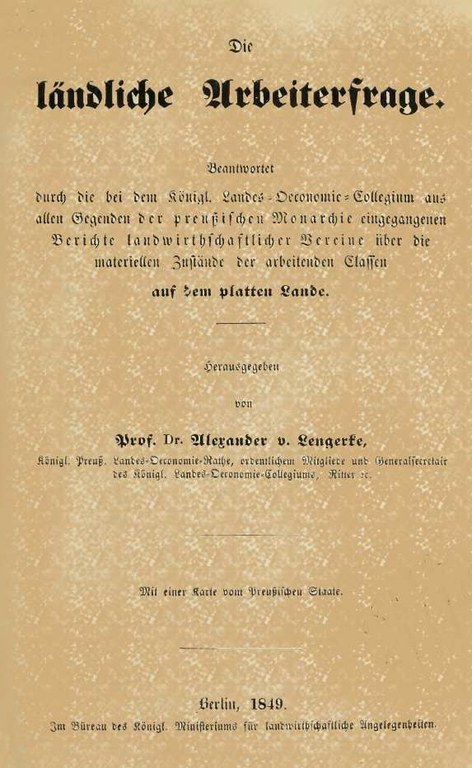 Die
ländliche Arbeiterfrage.
Beantwortet
durch die bei dem Königl. Landes-Oeconomie-Collegium aus
allen Gegenden der preußischen Monarchie eingegangenen
Berichte landwirthschaftlicher Vereine über die
materiellen Zustände der arbeitenden Classen
auf dem platten Lande.
Herausgegeben
von
Prof. Dr. Alexander v. Lengerke,
Königl. Preuß. Landes-Oeconomie-Rathe, ordentlichem Mitgliede und Generalsecretair
des Königl. Landes-Oeconomie-Collegiums, Ritter ꝛc.
Mit einer Karte vom Preußischen Staate.
Berlin, 1849.
Im Büreau des Königl. Ministeriums für landwirthschaftliche Angelegenheiten.